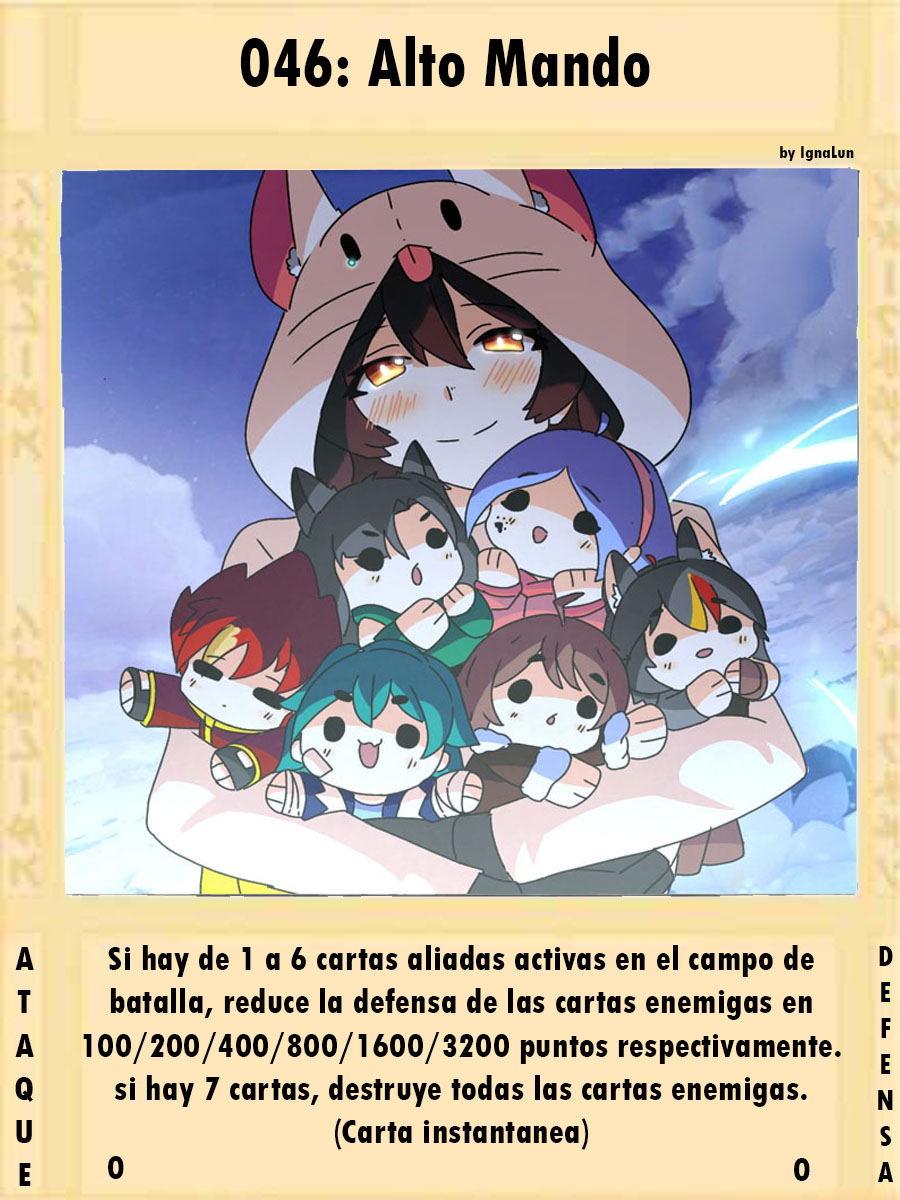 046: Alto Mando
by IgnaLun
Si hay de 1 a 6 cartas aliadas activas en el campo de
batalla, reduce la defensa de las cartas enemigas en
100/200/400/800/1600/3200 puntos respectivamente.
si hay 7 cartas, destruye todas las cartas enemigas.
(Carta instantanea)
ATAQUE
0
0
DEFENSA